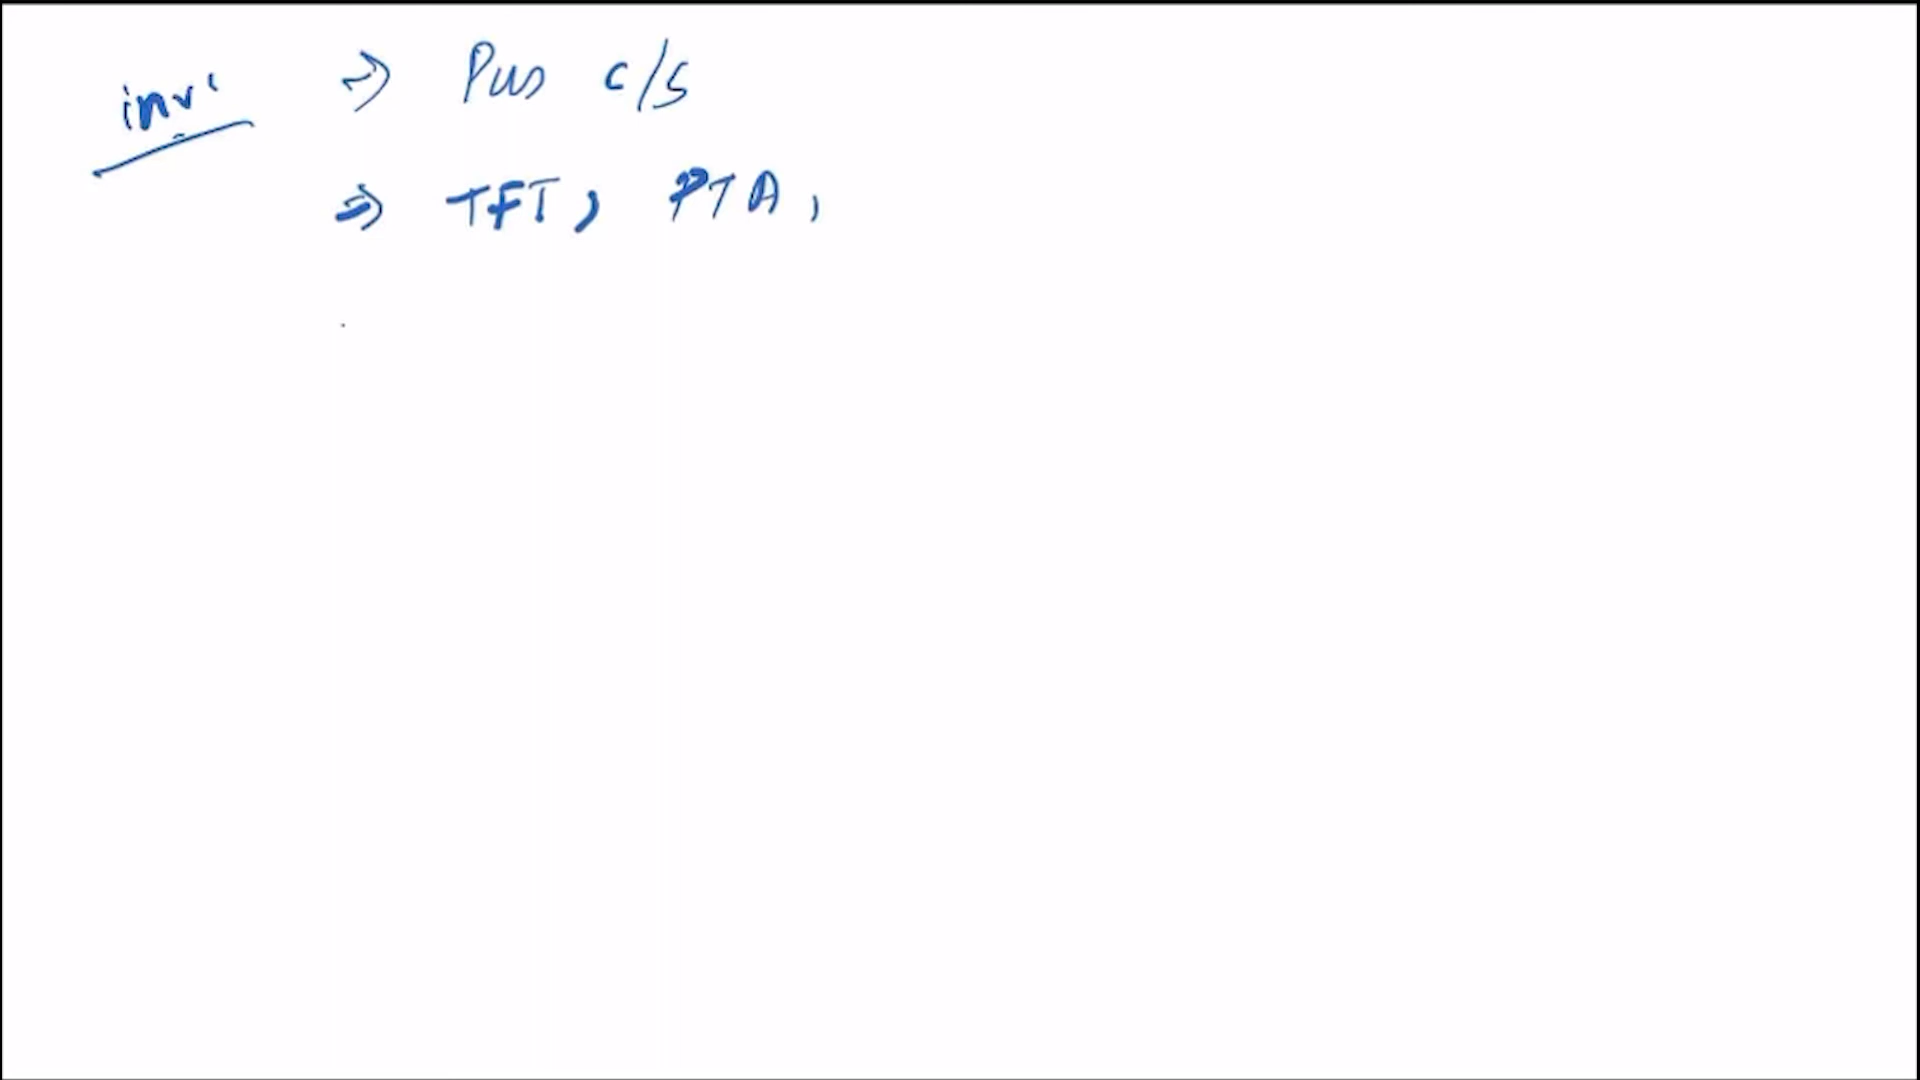 inv' ⇒ Pus c/s
⇒ TFT, PTA,